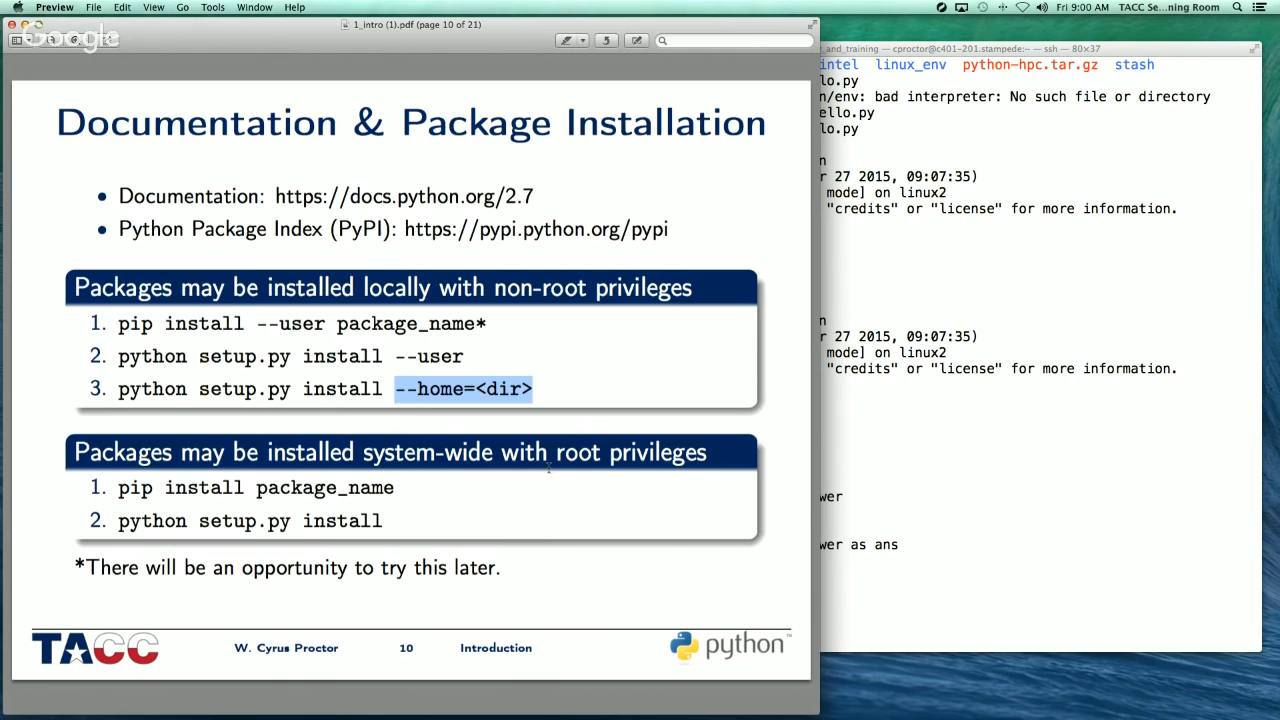 Preview File Edit View Go Tools Window Help
Fri 9:00 AM TACC Se...ning Room
Google
1_intro (1).pdf (page 10 of 21)
Documentation & Package Installation
• Documentation: https://docs.python.org/2.7
• Python Package Index (PyPI): https://pypi.python.org/pypi
Packages may be installed locally with non-root privileges
1. pip install --user package_name*
2. python setup.py install --user
3. python setup.py install --home=<dir>
Packages may be installed system-wide with root privileges
1. pip install package_name
2. python setup.py install
*There will be an opportunity to try this later.
TACC W. Cyrus Proctor 10 Introduction python™
_and_training — cproctor@c401-201.stampede:~ — ssh — 80×37
intel linux_env python-hpc.tar.gz stash
lo.py
n/env: bad interpreter: No such file or directory
ello.py
lo.py
n
r 27 2015, 09:07:35)
mode] on linux2
"credits" or "license" for more information.
n
r 27 2015, 09:07:35)
mode] on linux2
"credits" or "license" for more information.
wer
wer as ans